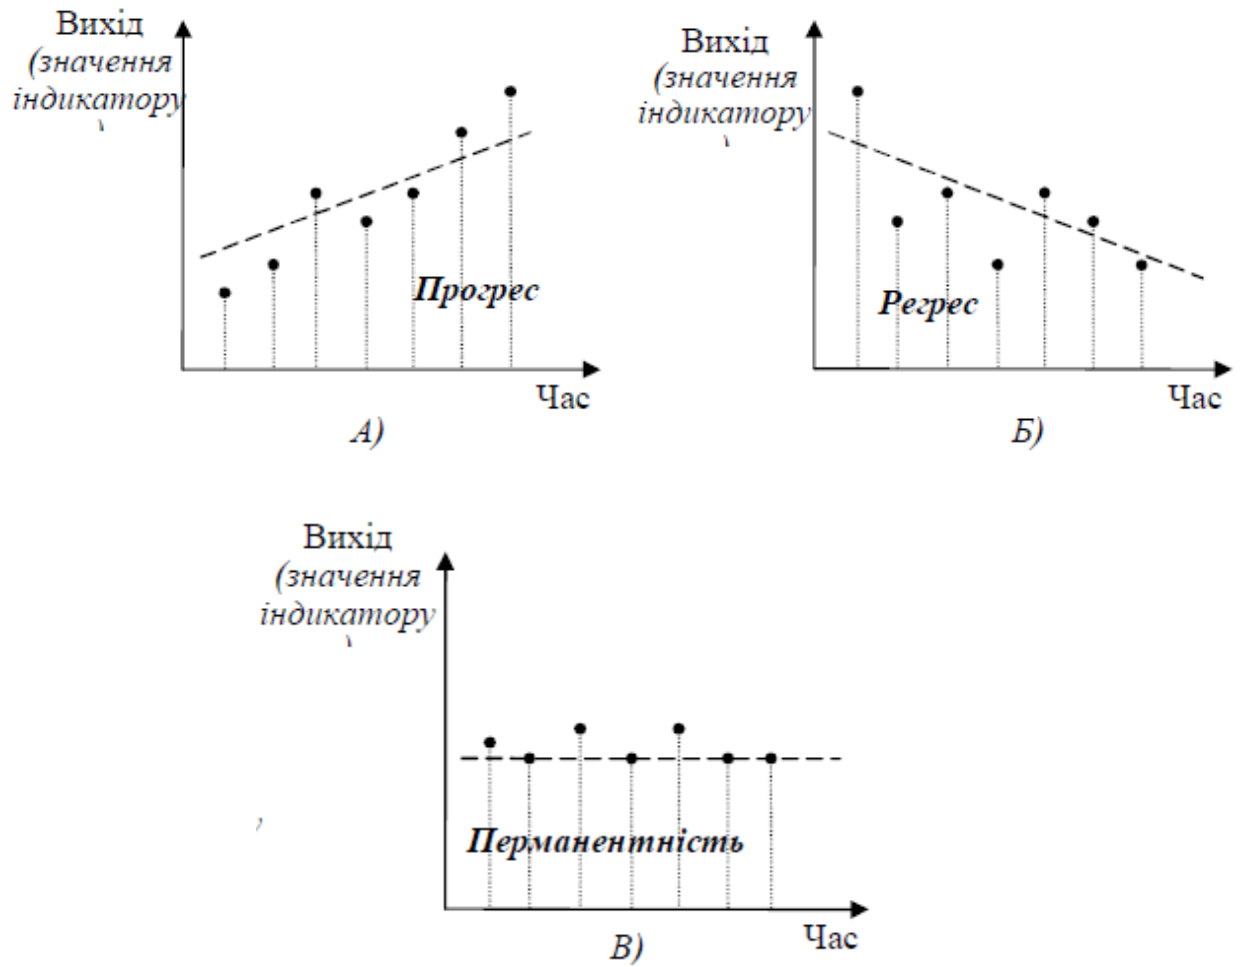 Вихід
(значення
індикатору
)
Прогрес
Час
А)
Вихід
(значення
індикатору
)
Регрес
Час
Б)
Вихід
(значення
індикатору
)
Перманентність
Час
В)